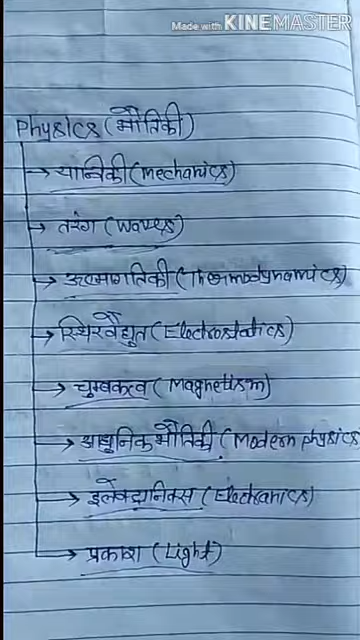 Made with KINEMASTER
Physics (भौतिकी)
यान्त्रिकी (Mechanics)
तरंग (Waves)
ऊष्मागतिकी (Thermodynamics)
स्थिरवैद्युत (Electrostatics)
चुम्बकत्व (Magnetism)
आधुनिक भौतिकी (Modern physics
इलेक्ट्रानिक्स (Electronics)
प्रकाश (Light)